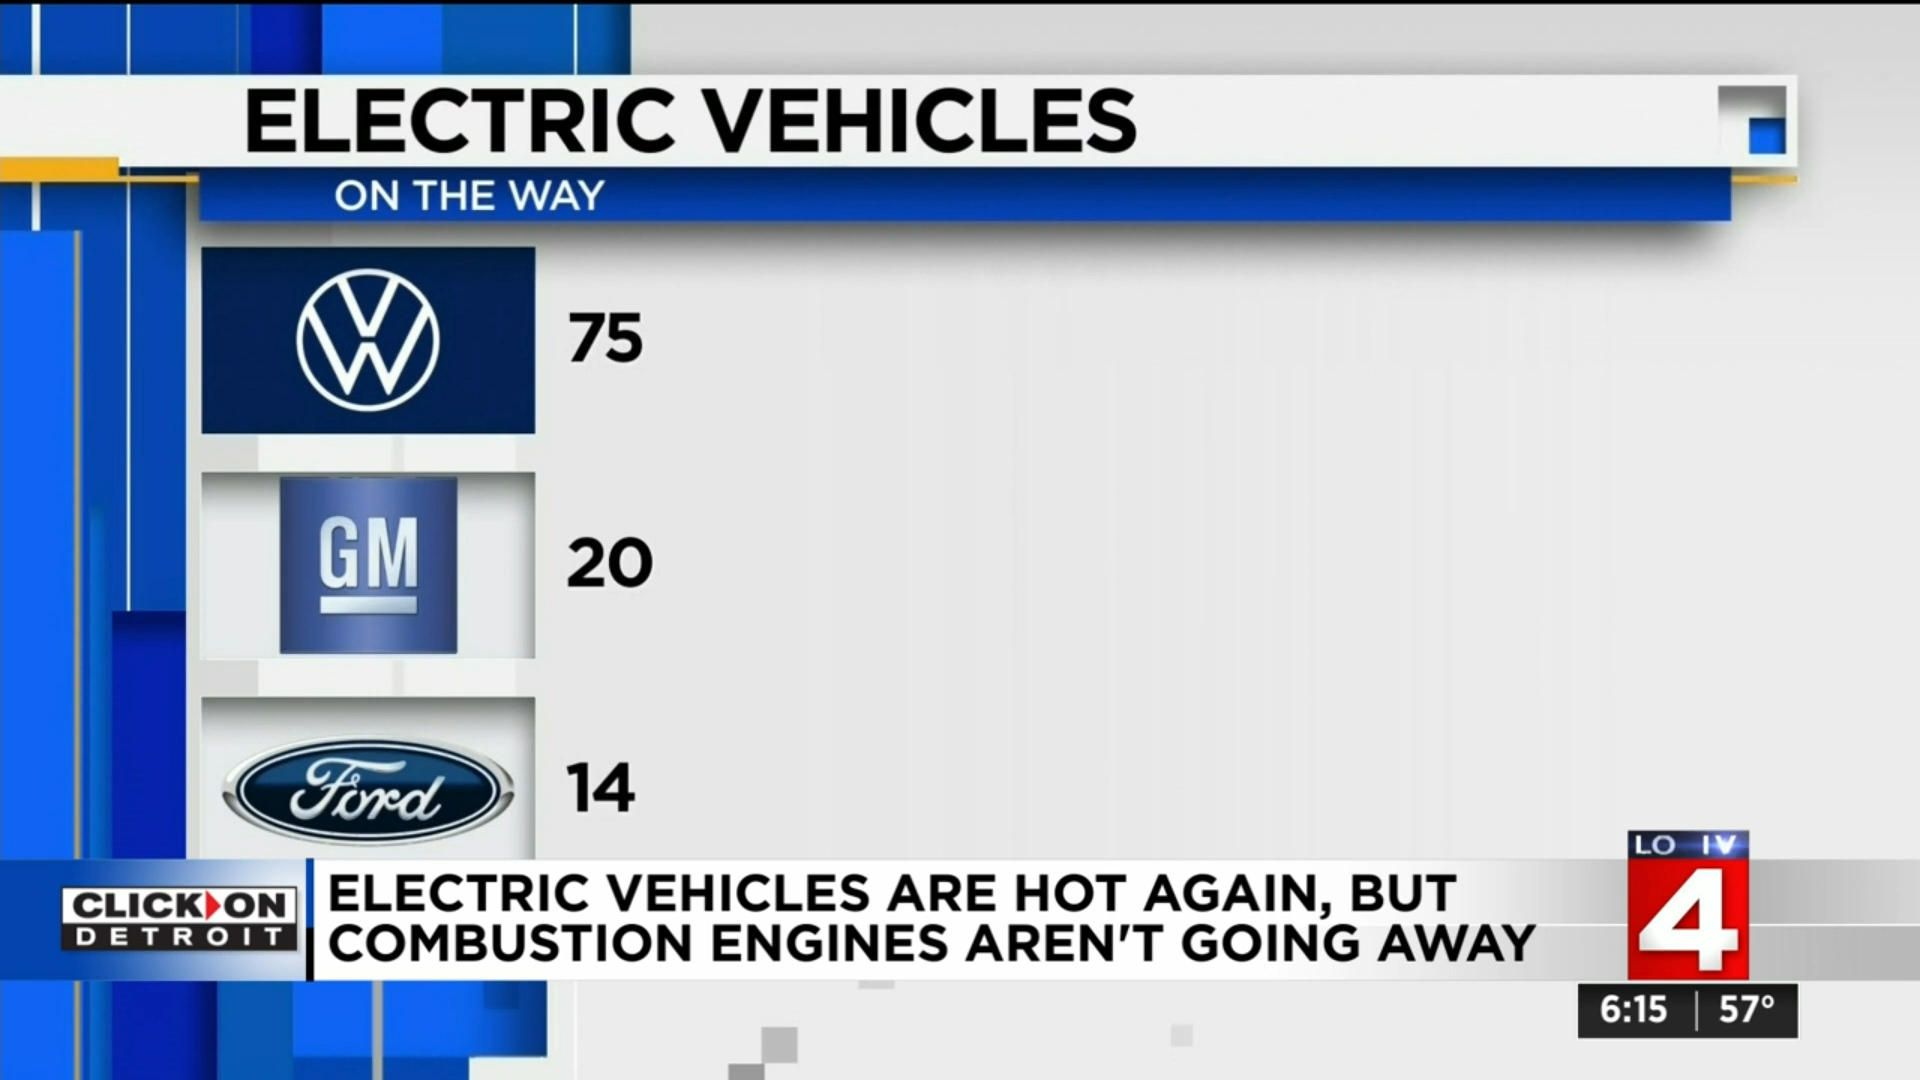 ELECTRIC VEHICLES
ON THE WAY
VW
75
GM
20
Ford
14
CLICK ON
DETROIT
ELECTRIC VEHICLES ARE HOT AGAIN, BUT
COMBUSTION ENGINES AREN'T GOING AWAY
4
6:15 57°